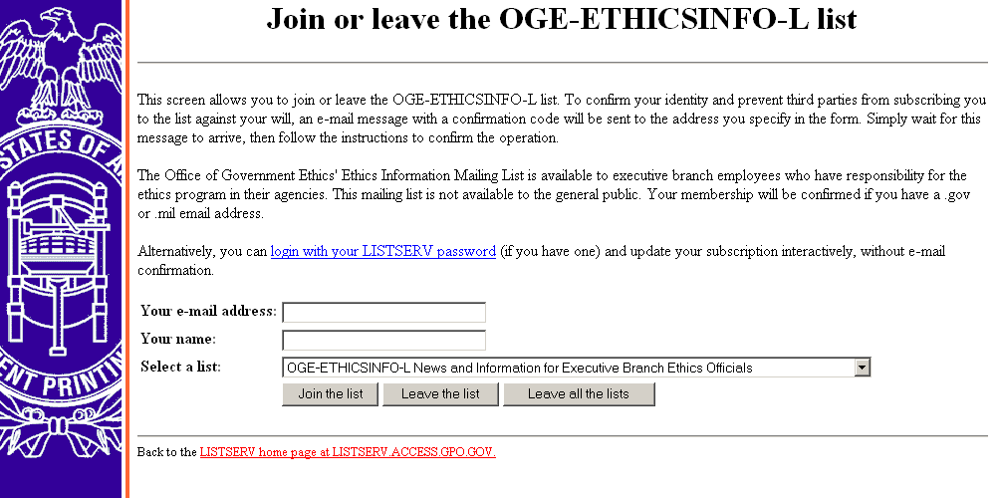 Join or leave the OGE-ETHICSINFO-L list
This screen allows you to join or leave the OGE-ETHICSINFO-L list. To confirm your identity and prevent third parties from subscribing you
to the list against your will, an e-mail message with a confirmation code will be sent to the address you specify in the form. Simply wait for this
message to arrive, then follow the instructions to confirm the operation.
The Office of Government Ethics' Ethics Information Mailing List is available to executive branch employees who have responsibility for the
ethics program in their agencies. This mailing list is not available to the general public. Your membership will be confirmed if you have a .gov
or .mil email address.
Alternatively, you can login with your LISTSERV password (if you have one) and update your subscription interactively, without e-mail
confirmation.
Your e-mail address:
Your name:
Select a list: OGE-ETHICSINFO-L News and Information for Executive Branch Ethics Officials
Join the list Leave the list Leave all the lists
Back to the LISTSERV home page at LISTSERV.ACCESS.GPO.GOV.
STATES OF A
ENT PRINTIN